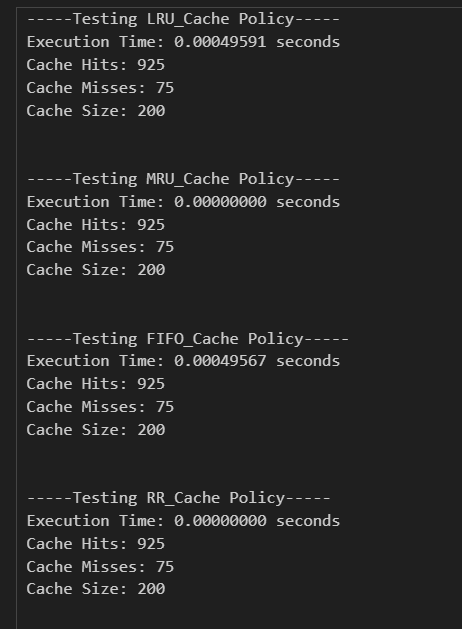 -----Testing LRU_Cache Policy-----
Execution Time: 0.00049591 seconds
Cache Hits: 925
Cache Misses: 75
Cache Size: 200
-----Testing MRU_Cache Policy-----
Execution Time: 0.00000000 seconds
Cache Hits: 925
Cache Misses: 75
Cache Size: 200
-----Testing FIFO_Cache Policy-----
Execution Time: 0.00049567 seconds
Cache Hits: 925
Cache Misses: 75
Cache Size: 200
-----Testing RR_Cache Policy-----
Execution Time: 0.00000000 seconds
Cache Hits: 925
Cache Misses: 75
Cache Size: 200